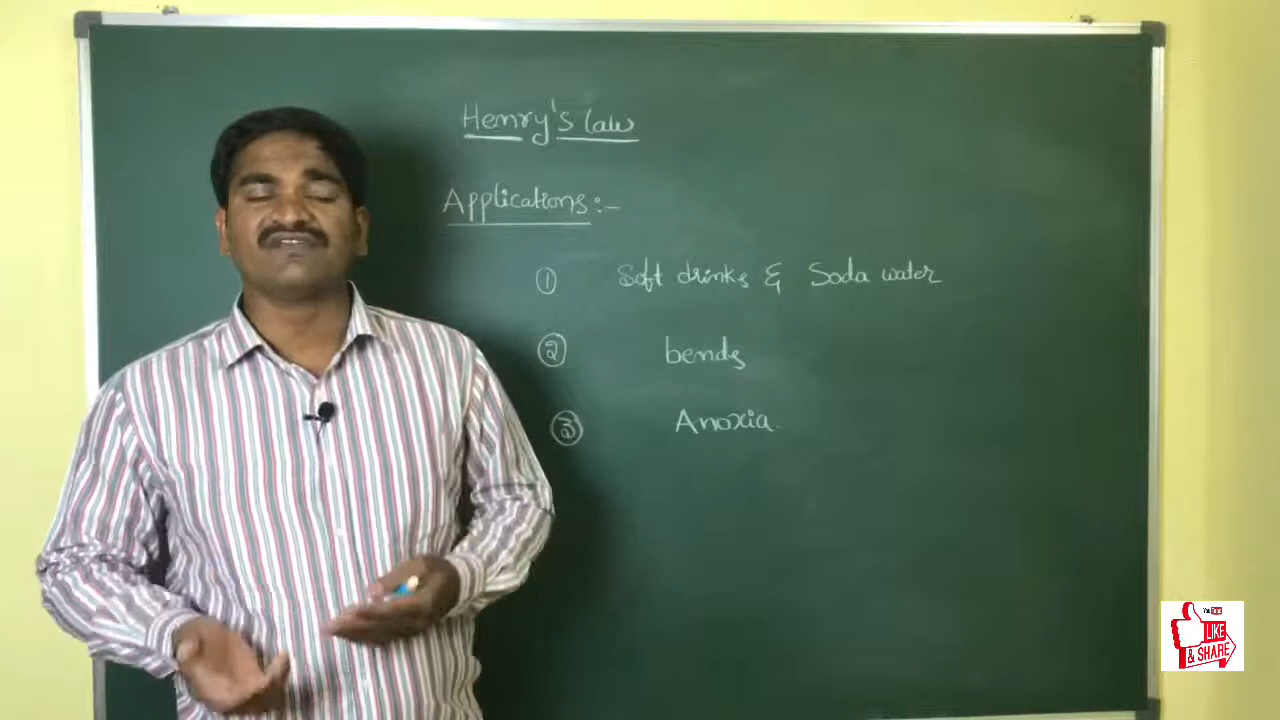 Henry's law
Applications :-
① Soft drinks & Soda water
② bends
③ Anoxia.
LIKE
& SHARE